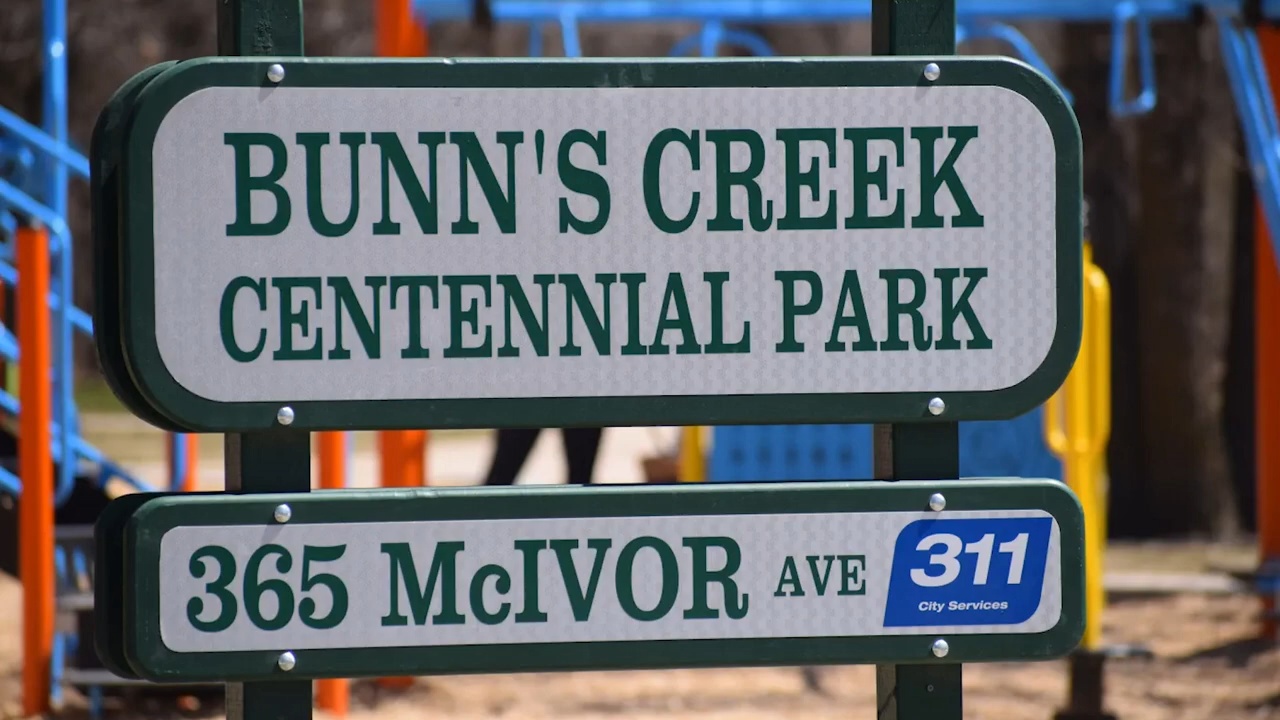 BUNN'S CREEK
CENTENNIAL PARK
365 McIVOR AVE
311
City Services